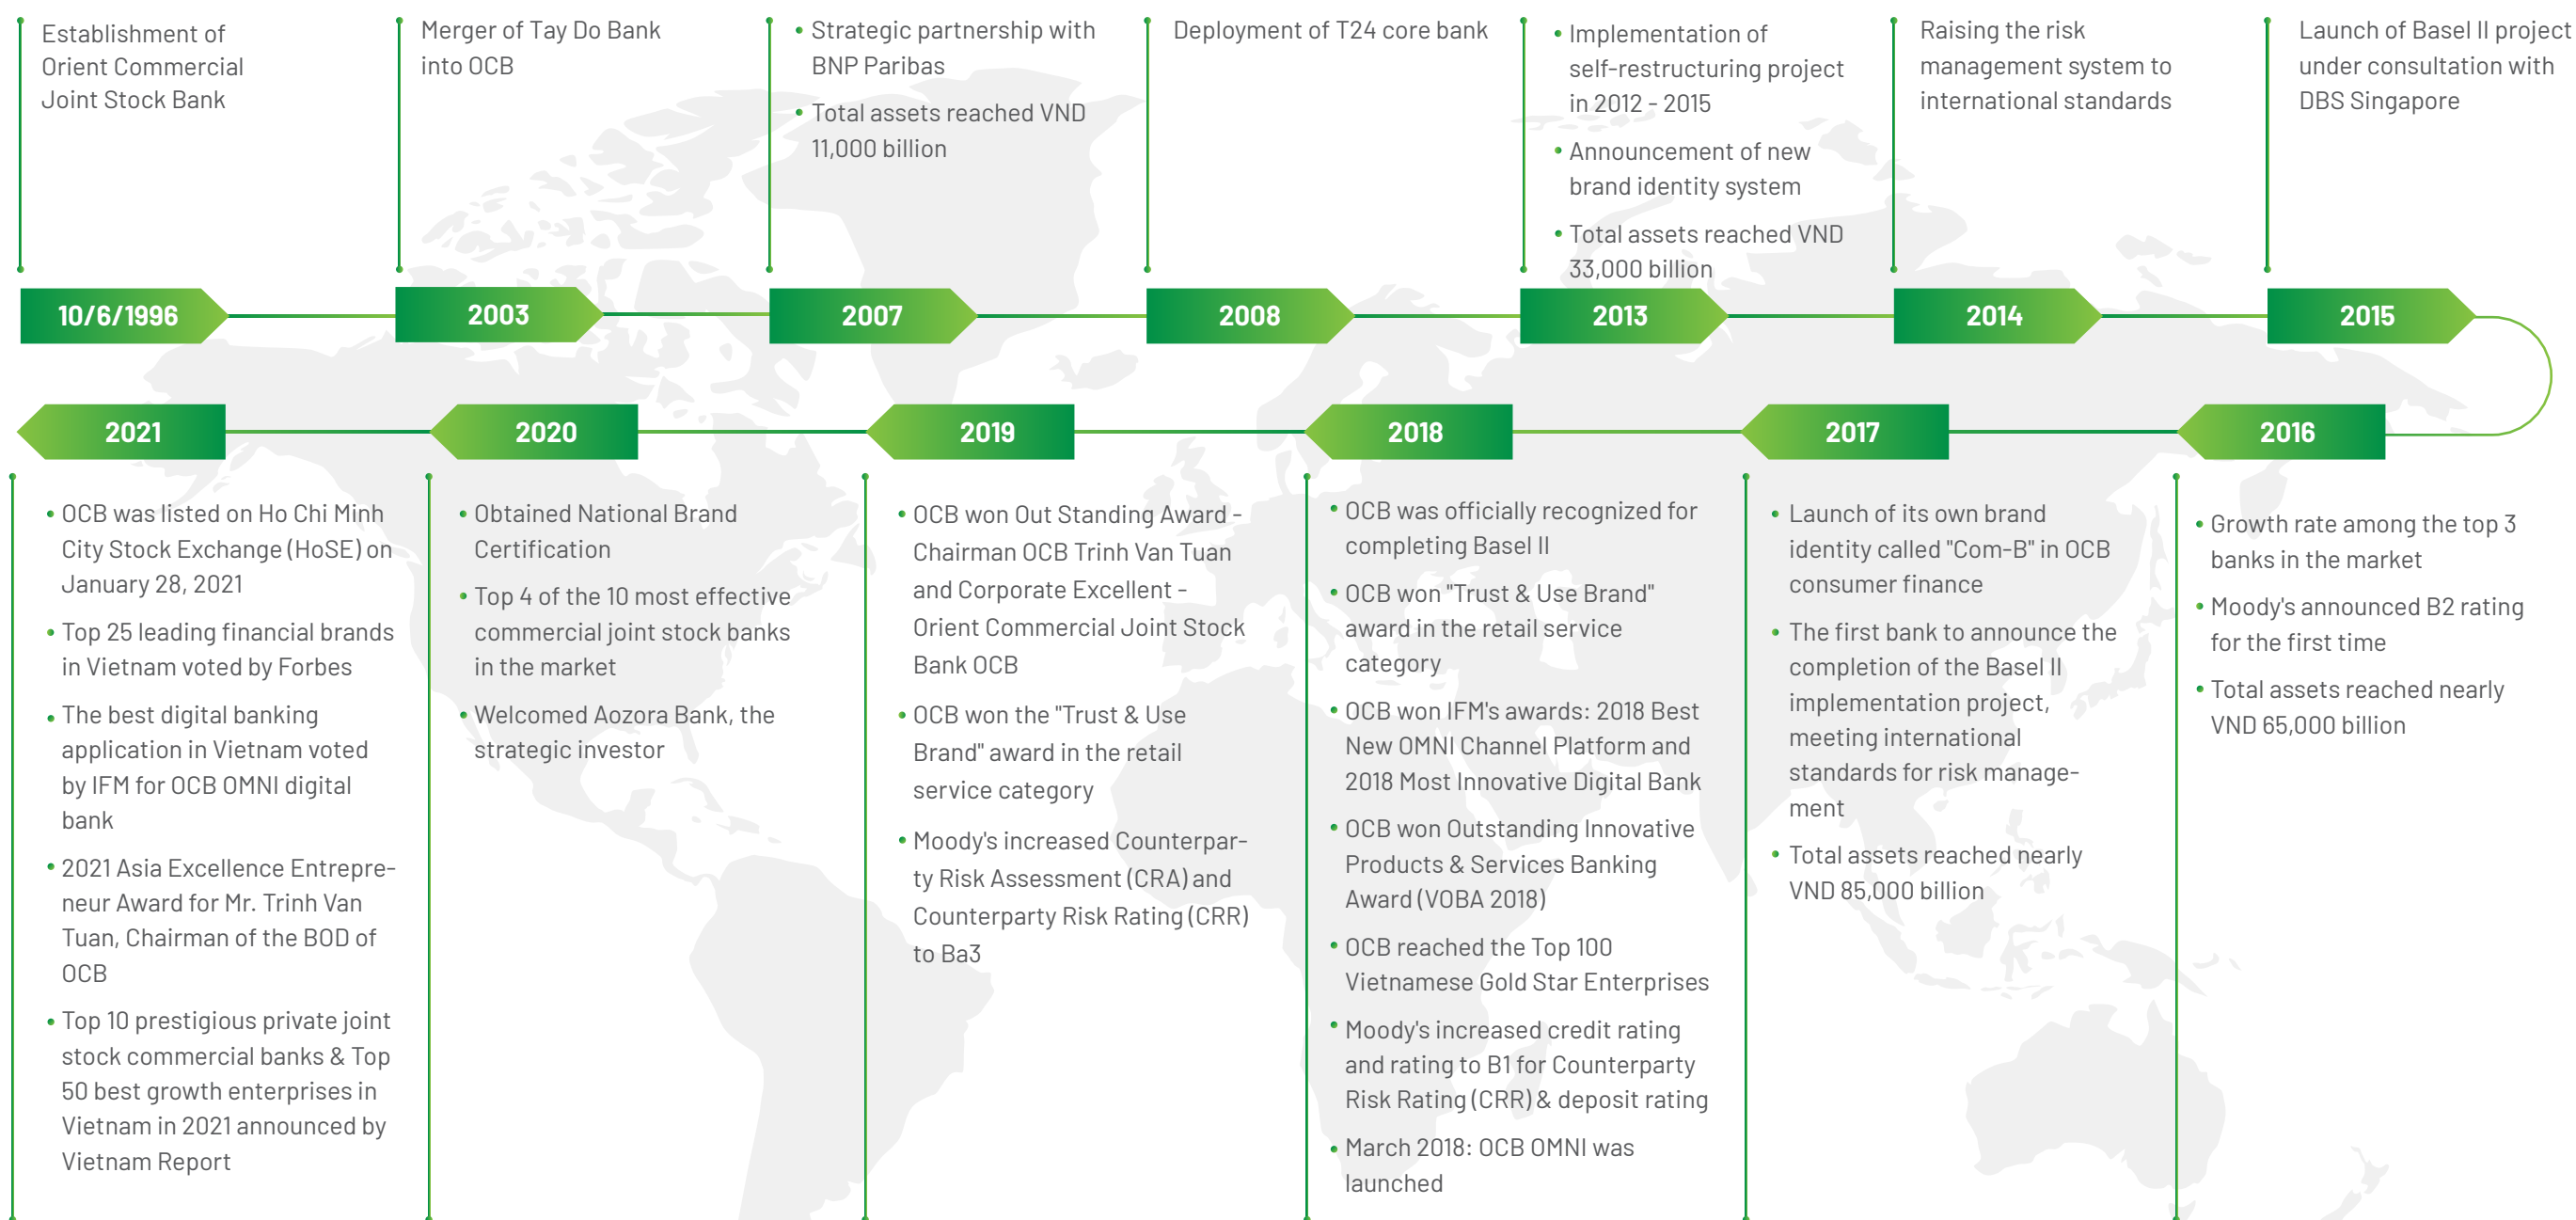 Establishment of
Orient Commercial
Joint Stock Bank
10/6/1996
Merger of Tay Do Bank
into OCB
2003
• Strategic partnership with
BNP Paribas
• Total assets reached VND
11,000 billion
2007
Deployment of T24 core bank
2008
• Implementation of
self-restructuring project
in 2012 - 2015
• Announcement of new
brand identity system
• Total assets reached VND
33,000 billion
2013
Raising the risk
management system to
international standards
2014
Launch of Basel II project
under consultation with
DBS Singapore
2015
2016
• Growth rate among the top 3
banks in the market
• Moody's announced B2 rating
for the first time
• Total assets reached nearly
VND 65,000 billion
2017
• Launch of its own brand
identity called "Com-B" in OCB
consumer finance
• The first bank to announce the
completion of the Basel II
implementation project,
meeting international
standards for risk manage-
ment
• Total assets reached nearly
VND 85,000 billion
2018
• OCB was officially recognized for
completing Basel II
• OCB won "Trust & Use Brand"
award in the retail service
category
• OCB won IFM's awards: 2018 Best
New OMNI Channel Platform and
2018 Most Innovative Digital Bank
• OCB won Outstanding Innovative
Products & Services Banking
Award (VOBA 2018)
• OCB reached the Top 100
Vietnamese Gold Star Enterprises
• Moody's increased credit rating
and rating to B1 for Counterparty
Risk Rating (CRR) & deposit rating
• March 2018: OCB OMNI was
launched
2019
• OCB won Out Standing Award -
Chairman OCB Trinh Van Tuan
and Corporate Excellent -
Orient Commercial Joint Stock
Bank OCB
• OCB won the "Trust & Use
Brand" award in the retail
service category
• Moody's increased Counterpar-
ty Risk Assessment (CRA) and
Counterparty Risk Rating (CRR)
to Ba3
2020
• Obtained National Brand
Certification
• Top 4 of the 10 most effective
commercial joint stock banks
in the market
• Welcomed Aozora Bank, the
strategic investor
2021
• OCB was listed on Ho Chi Minh
City Stock Exchange (HoSE) on
January 28, 2021
• Top 25 leading financial brands
in Vietnam voted by Forbes
• The best digital banking
application in Vietnam voted
by IFM for OCB OMNI digital
bank
• 2021 Asia Excellence Entrepre-
neur Award for Mr. Trinh Van
Tuan, Chairman of the BOD of
OCB
• Top 10 prestigious private joint
stock commercial banks & Top
50 best growth enterprises in
Vietnam in 2021 announced by
Vietnam Report